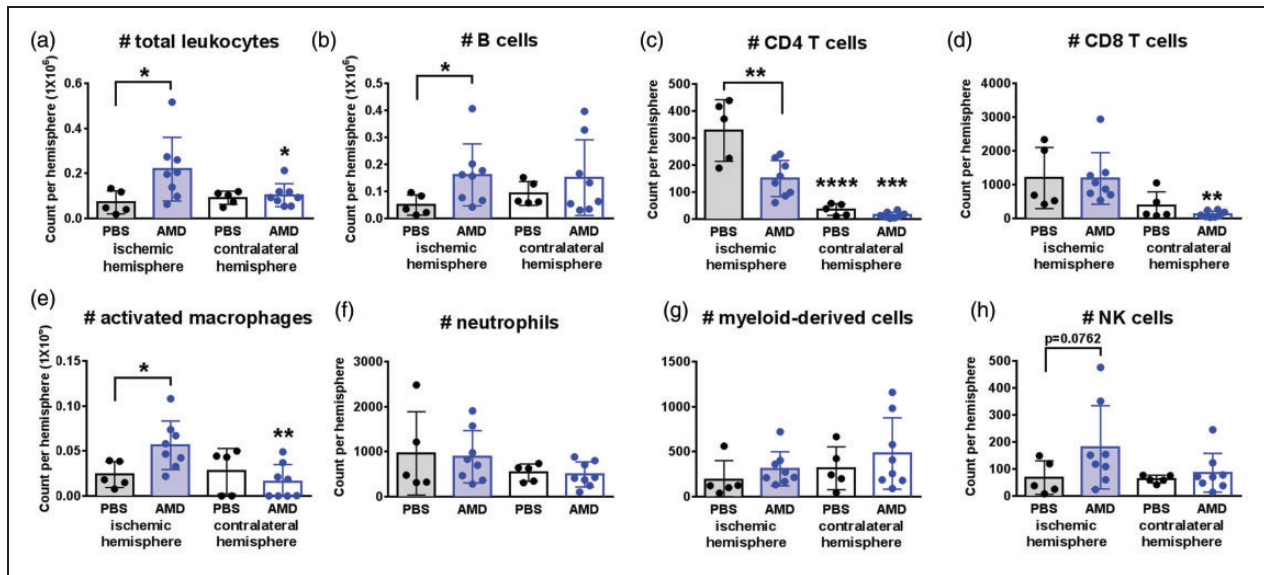 (a)
# total leukocytes
Count per hemisphere (1X10⁶)
0.6
0.4
0.2
0.0
*
*
PBS AMD PBS AMD
ischemic contralateral
hemisphere hemisphere
(b)
# B cells
Count per hemisphere (1X10⁶)
0.5
0.4
0.3
0.2
0.1
0.0
*
PBS AMD PBS AMD
ischemic contralateral
hemisphere hemisphere
(c)
# CD4 T cells
Count per hemisphere
500
400
300
200
100
0
**
**** ***
PBS AMD PBS AMD
ischemic contralateral
hemisphere hemisphere
(d)
# CD8 T cells
Count per hemisphere
4000
3000
2000
1000
0
**
PBS AMD PBS AMD
ischemic contralateral
hemisphere hemisphere
(e)
# activated macrophages
Count per hemisphere
0.15
0.10
0.05
0.00
*
**
PBS AMD PBS AMD
ischemic contralateral
hemisphere hemisphere
(f)
# neutrophils
Count per hemisphere
3000
2000
1000
0
PBS AMD PBS AMD
(g)
# myeloid-derived cells
Count per hemisphere
1500
1000
500
0
PBS AMD PBS AMD
ischemic contralateral
hemisphere hemisphere
(h)
# NK cells
Count per hemisphere
500
400
300
200
100
0
p=0.0762
PBS AMD PBS AMD
ischemic contralateral
hemisphere hemisphere